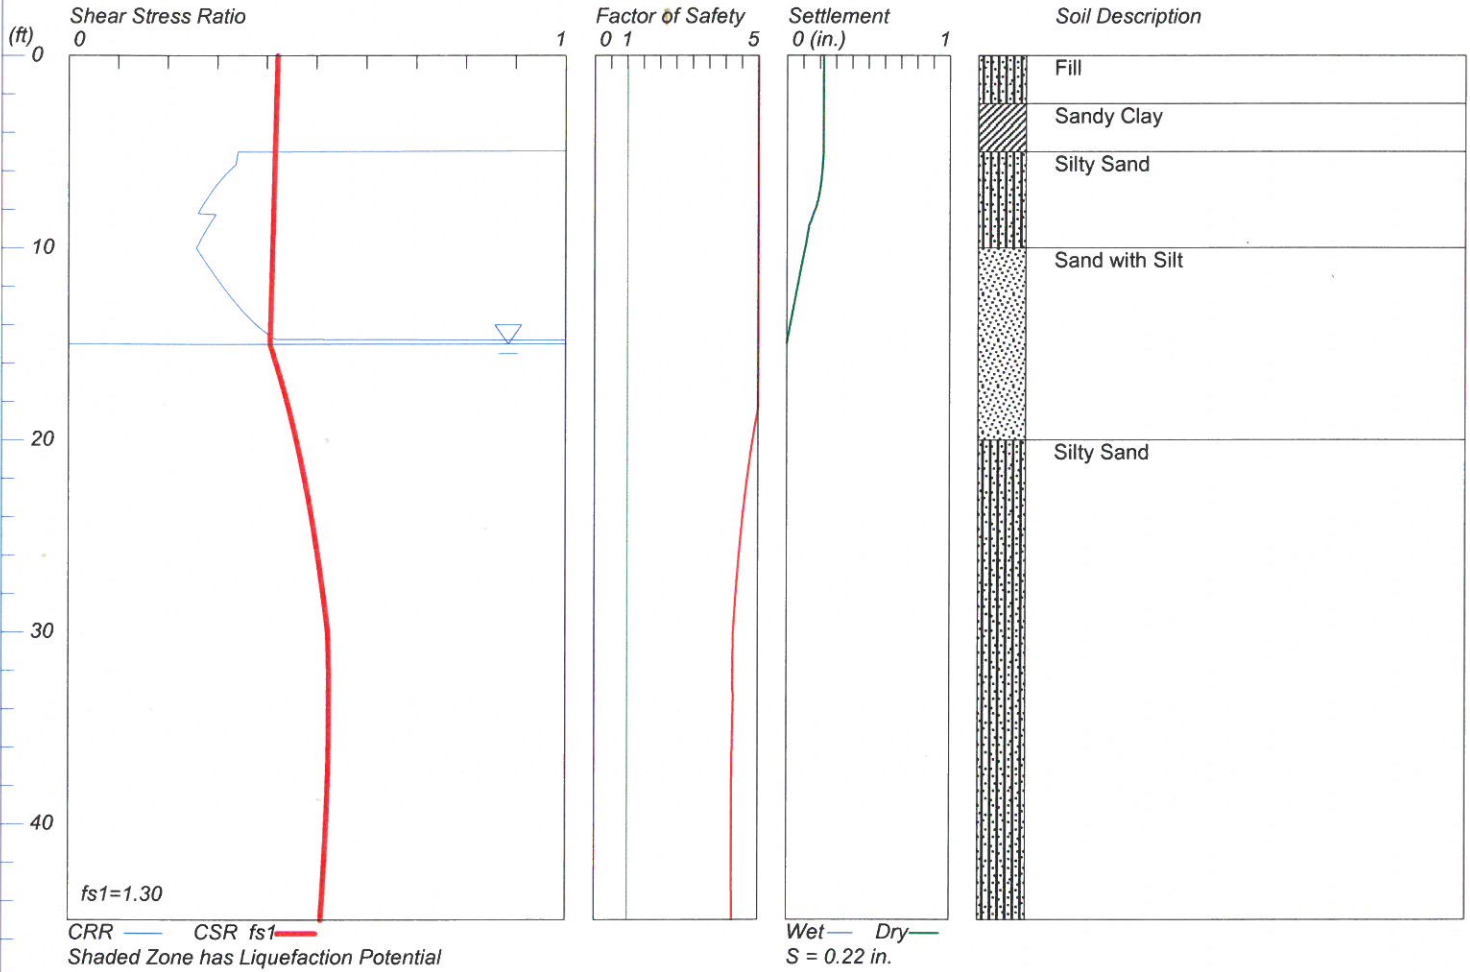 Shear Stress Ratio Factor of Safety Settlement Soil Description
(ft) 0 1 0 1 5 0 (in.) 1
0
Fill
Sandy Clay
Silty Sand
10
Sand with Silt
20
Silty Sand
30
40
fs1=1.30
CRR CSR fs1 Wet Dry
Shaded Zone has Liquefaction Potential S = 0.22 in.